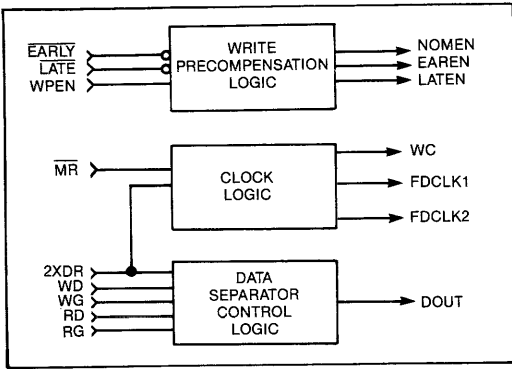 EARLY
LATE
WPEN
WRITE
PRECOMPENSATION
LOGIC
NOMEN
EAREN
LATEN
MR
CLOCK
LOGIC
WC
FDCLK1
FDCLK2
2XDR
WD
WG
RD
RG
DATA
SEPARATOR
CONTROL
LOGIC
DOUT